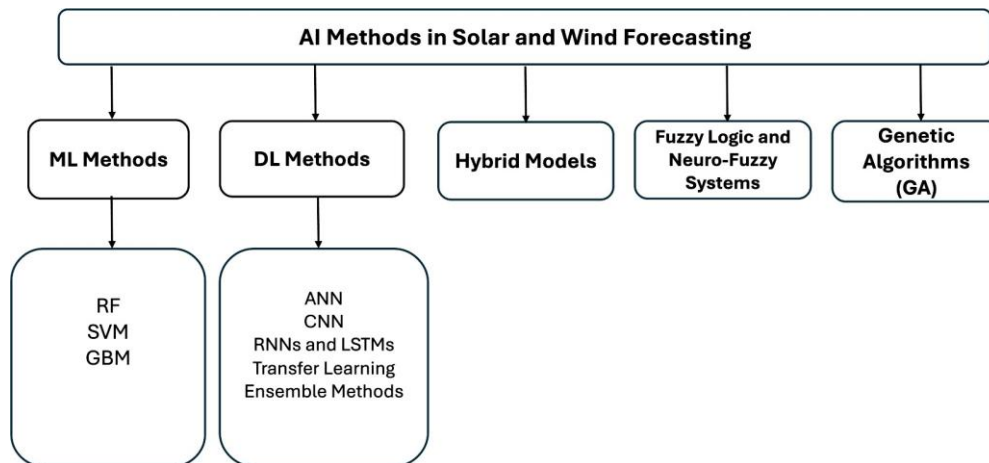 AI Methods in Solar and Wind Forecasting
ML Methods
DL Methods
Hybrid Models
Fuzzy Logic and
Neuro-Fuzzy
Systems
Genetic
Algorithms
(GA)
RF
SVM
GBM
ANN
CNN
RNNs and LSTMs
Transfer Learning
Ensemble Methods